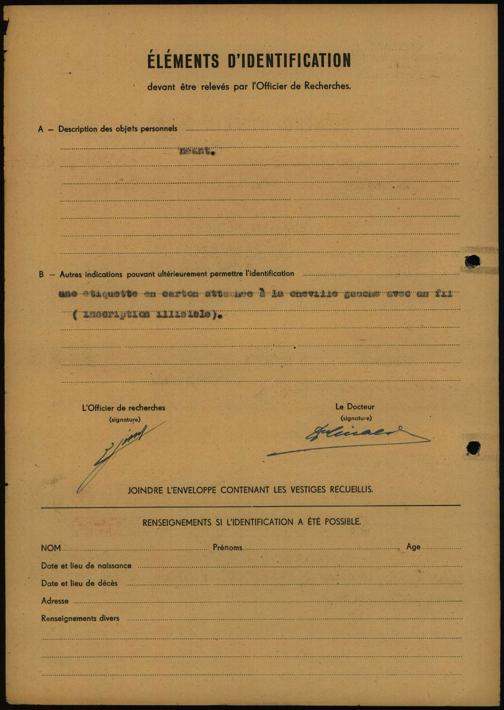 ÉLÉMENTS D'IDENTIFICATION
devant être relevés par l'Officier de Recherches.
A — Description des objets personnels
Néant.
B — Autres indications pouvant ultérieurement permettre l'identification
une étiquette en carton attachée à la cheville gauche avec un fil
( inscription illisible).
L'Officier de recherches
(signature)
Le Docteur
(signature)
JOINDRE L'ENVELOPPE CONTENANT LES VESTIGES RECUEILLIS.
RENSEIGNEMENTS SI L'IDENTIFICATION A ÉTÉ POSSIBLE.
NOM Prénoms Age
Date et lieu de naissance
Date et lieu de décès
Adresse
Renseignements divers